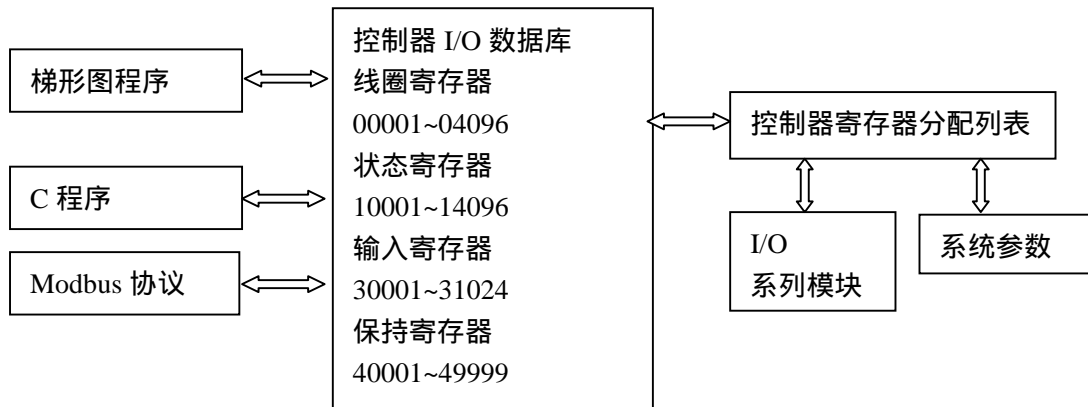 梯形图程序
C 程序
Modbus 协议
控制器 I/O 数据库
线圈寄存器
00001~04096
状态寄存器
10001~14096
输入寄存器
30001~31024
保持寄存器
40001~49999
控制器寄存器分配列表
I/O
系列模块
系统参数